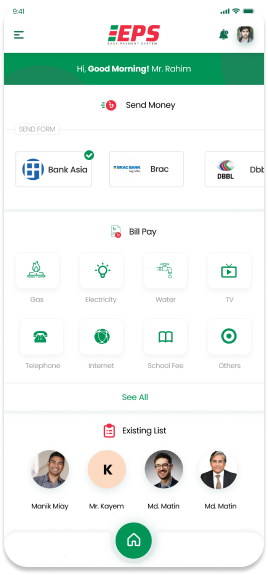 9:41
EPS
EASY PAYMENT SYSTEM
Hi, Good Morning! Mr. Rahim
Send Money
SEND FORM
Bank Asia
BRAC BANK
Brac
DBBL
Dbb
Bill Pay
Gas
Electricity
Water
TV
Telephone
Internet
School Fee
Others
See All
Existing List
K
Manik Miay
Mr. Kayem
Md. Matin
Md. Matin